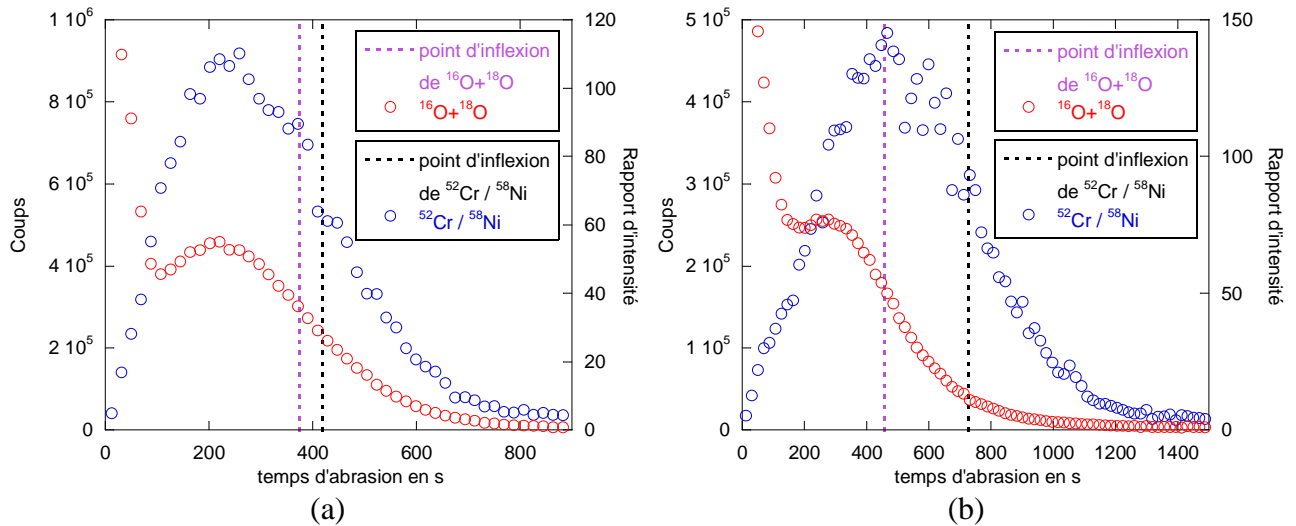 1 10⁶
8 10⁵
6 10⁵
4 10⁵
2 10⁵
0
Coups
120
100
80
60
40
20
0
Rapport d'intensité
point d'inflexion
de ¹⁶O+¹⁸O
¹⁶O+¹⁸O
point d'inflexion
de ⁵²Cr / ⁵⁸Ni
⁵²Cr / ⁵⁸Ni
0 200 400 600 800
temps d'abrasion en s
(a)
5 10⁵
4 10⁵
3 10⁵
2 10⁵
1 10⁵
0
Coups
150
100
50
0
Rapport d'intensité
point d'inflexion
de ¹⁶O+¹⁸O
¹⁶O+¹⁸O
point d'inflexion
de ⁵²Cr / ⁵⁸Ni
⁵²Cr / ⁵⁸Ni
0 200 400 600 800 1000 1200 1400
temps d'abrasion en s
(b)